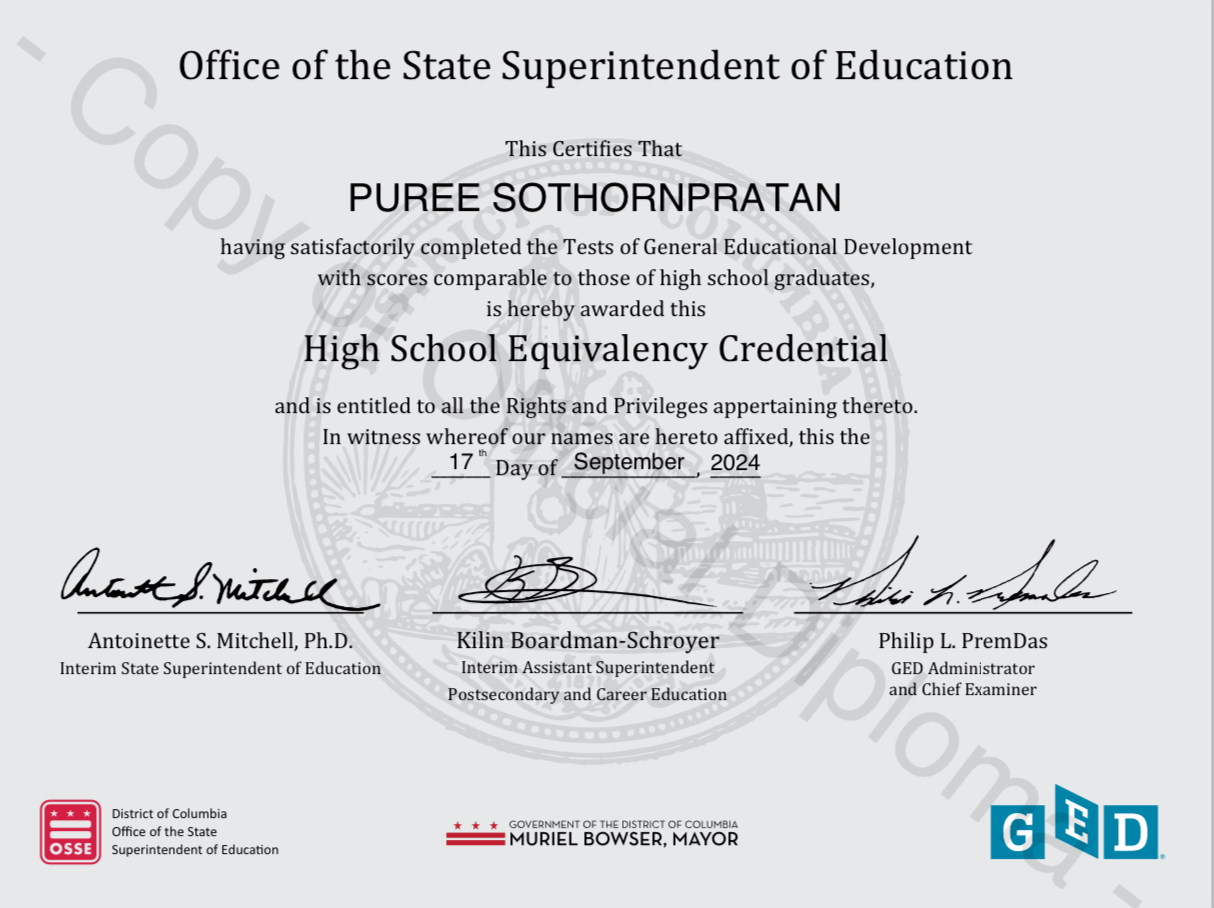 Office of the State Superintendent of Education
This Certifies That
PUREE SOTHORNPRATAN
having satisfactorily completed the Tests of General Educational Development
with scores comparable to those of high school graduates,
is hereby awarded this
High School Equivalency Credential
and is entitled to all the Rights and Privileges appertaining thereto.
In witness whereof our names are hereto affixed, this the
17 th Day of September, 2024
Antoinette S. Mitchell, Ph.D.
Interim State Superintendent of Education
Kilin Boardman-Schroyer
Interim Assistant Superintendent
Postsecondary and Career Education
Philip L. PremDas
GED Administrator
and Chief Examiner
OSSE
District of Columbia
Office of the State
Superintendent of Education
GOVERNMENT OF THE DISTRICT OF COLUMBIA
MURIEL BOWSER, MAYOR
GED
- Copy of Official Diploma -
DISTRICT OF COLUMBIA
1871